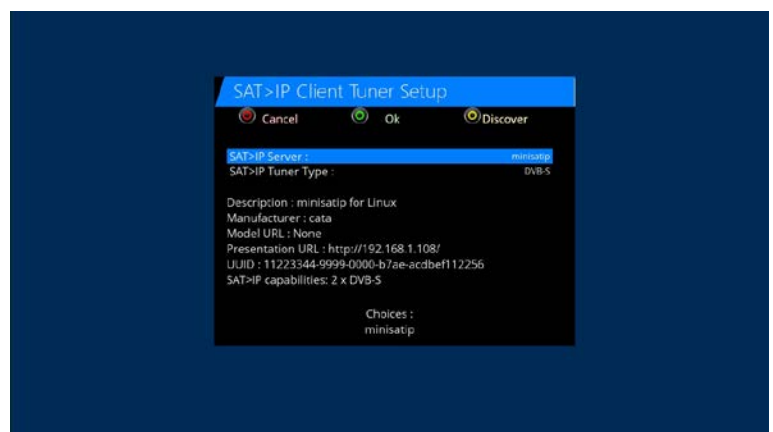 SAT>IP Client Tuner Setup
Cancel Ok Discover
SAT>IP Server : minisatip
SAT>IP Tuner Type : DVB-S
Description : minisatip for Linux
Manufacturer : cata
Model URL : None
Presentation URL : http://192.168.1.108/
UUID : 11223344-9999-0000-b7ae-acdbef112256
SAT>IP capabilities: 2 x DVB-S
Choices :
minisatip